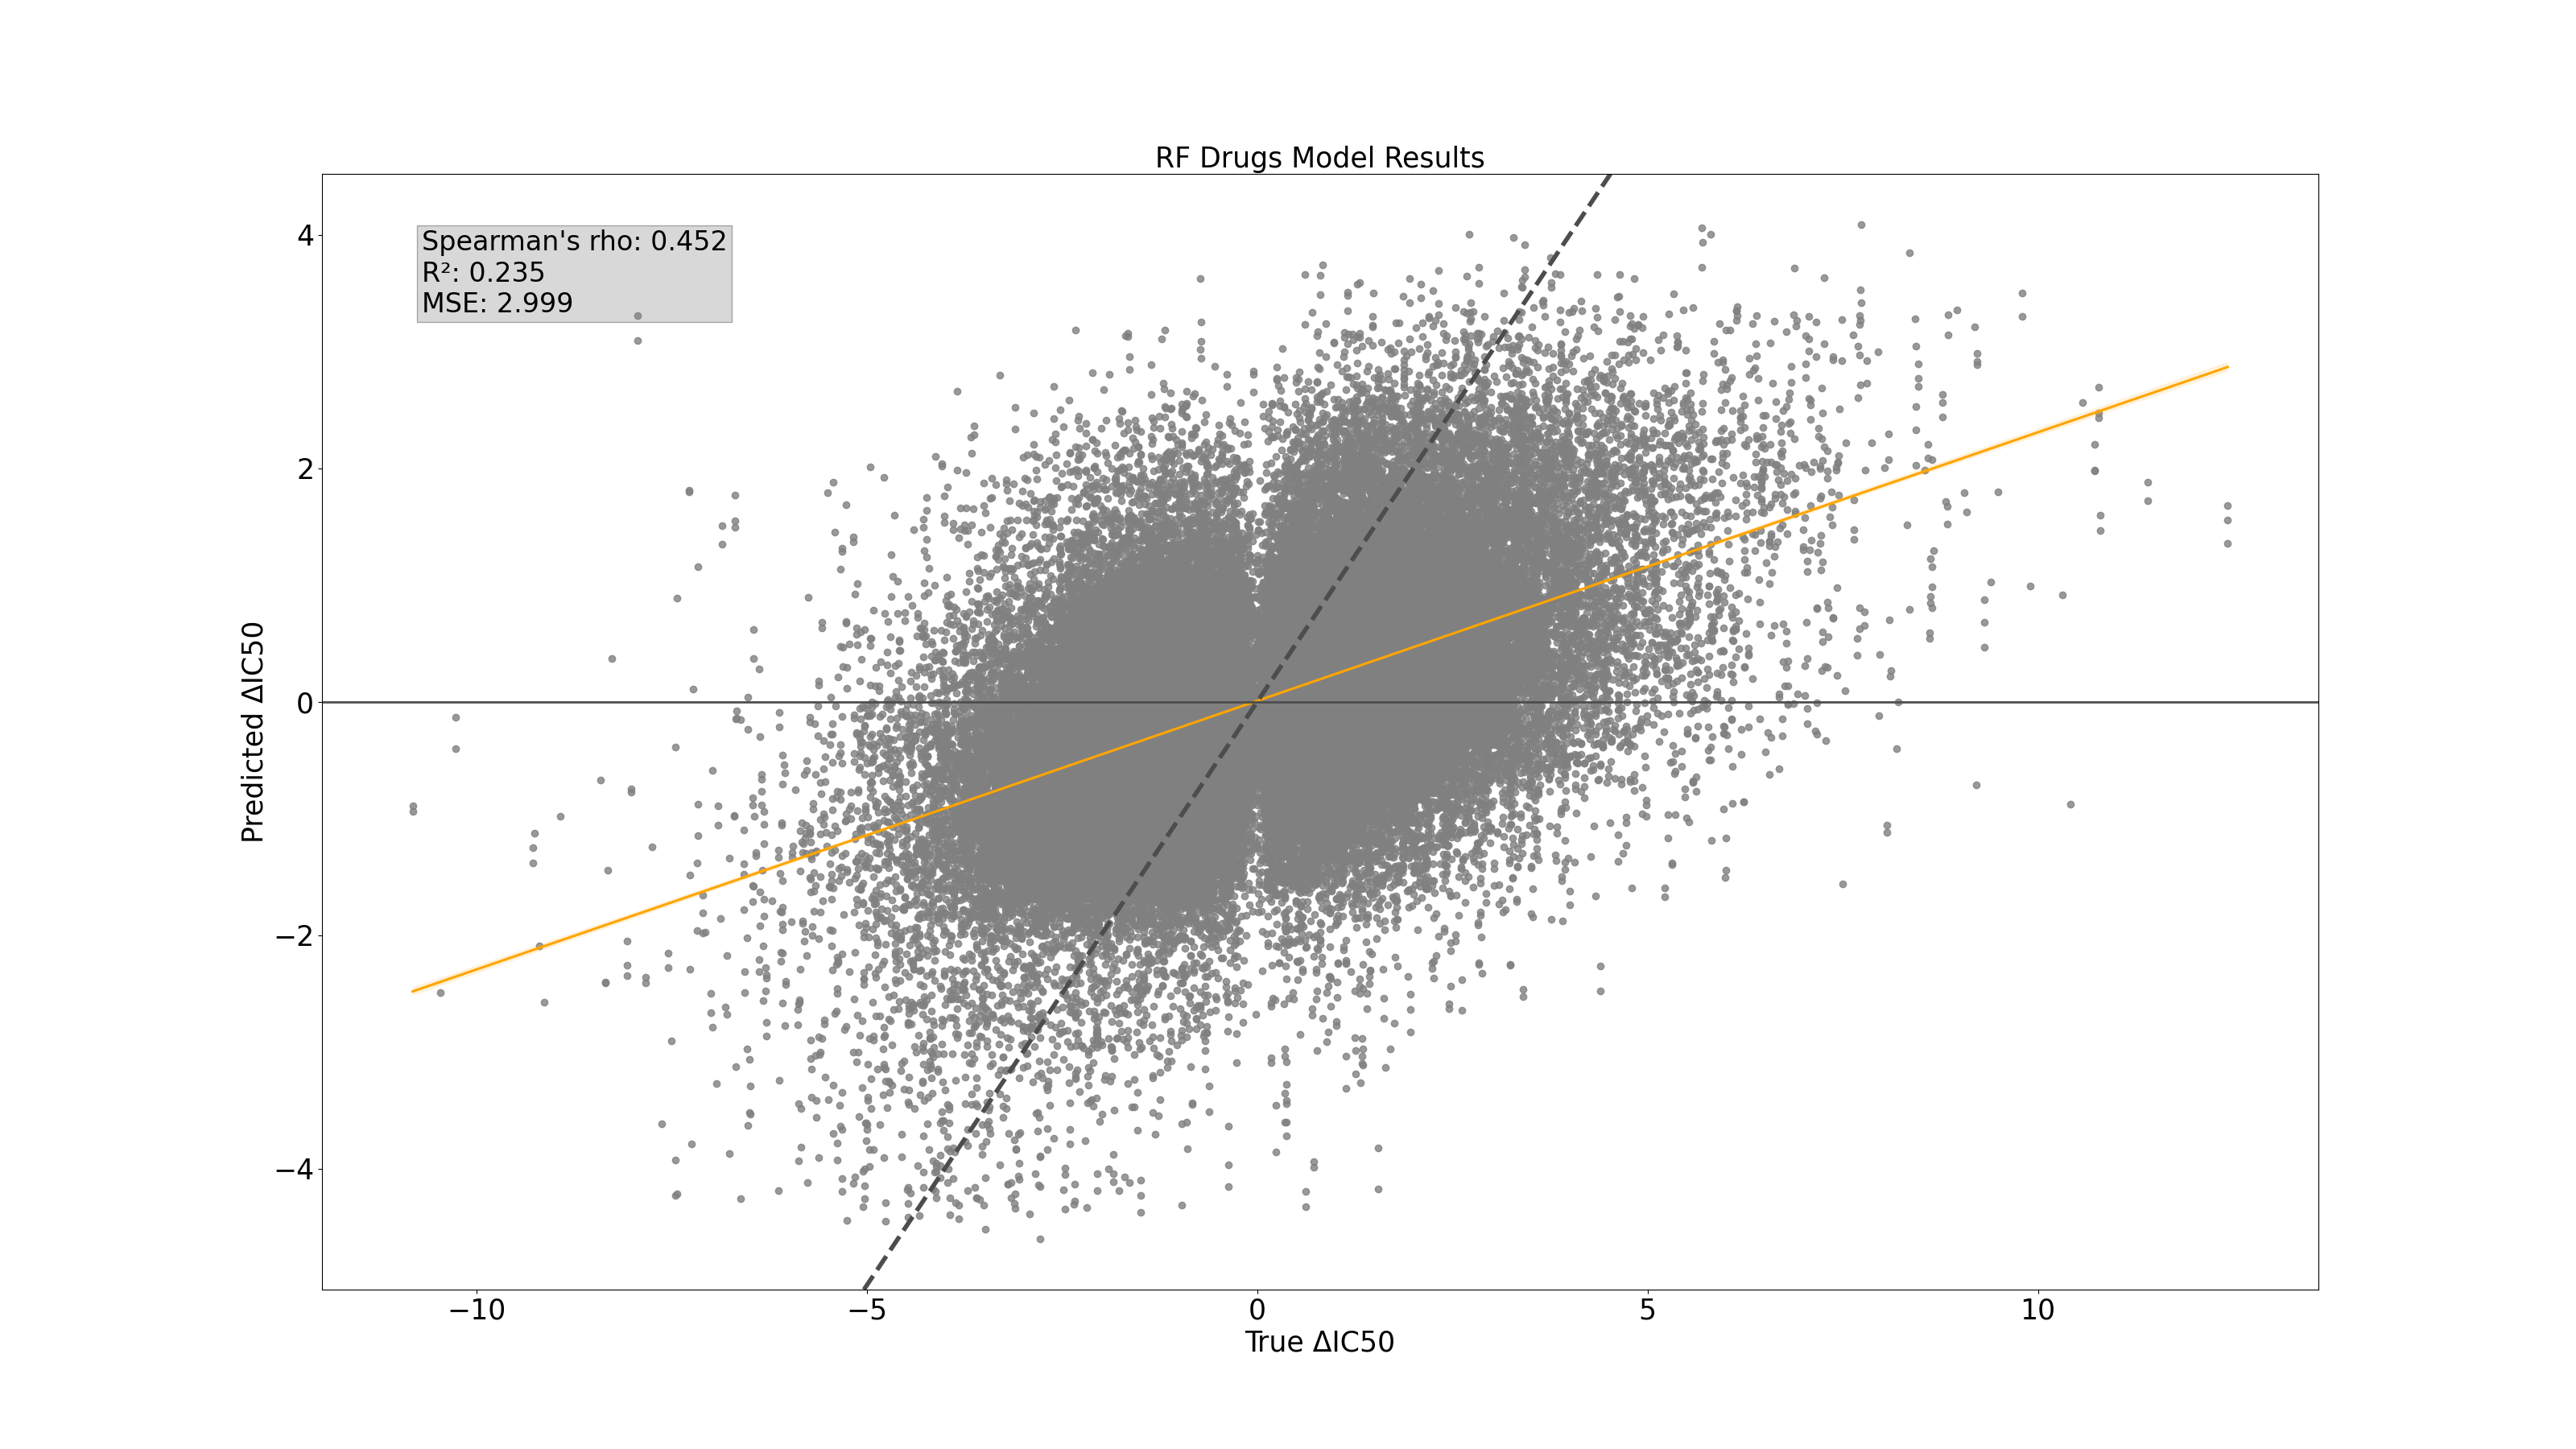 RF Drugs Model Results
Spearman's rho: 0.452
R²: 0.235
MSE: 2.999
4
2
0
−2
−4
Predicted ΔIC50
−10
−5
0
5
10
True ΔIC50